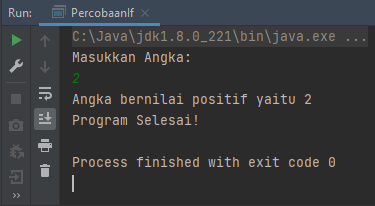 Run: PercobaanIf ×
C:\Java\jdk1.8.0_221\bin\java.exe ...
Masukkan Angka:
2
Angka bernilai positif yaitu 2
Program Selesai!
Process finished with exit code 0